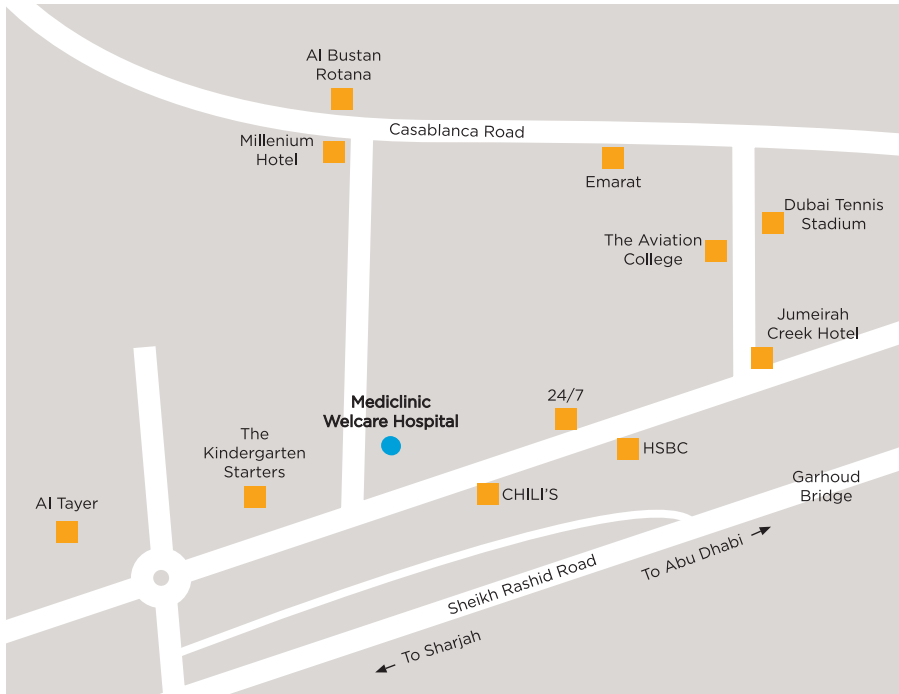 Al Bustan
Rotana
Casablanca Road
Millenium
Hotel
Emarat
Dubai Tennis
Stadium
The Aviation
College
Jumeirah
Creek Hotel
Mediclinic
Welcare Hospital
24/7
The
Kindergarten
Starters
HSBC
CHILI'S
Garhoud
Bridge
Al Tayer
To Abu Dhabi
Sheikh Rashid Road
To Sharjah